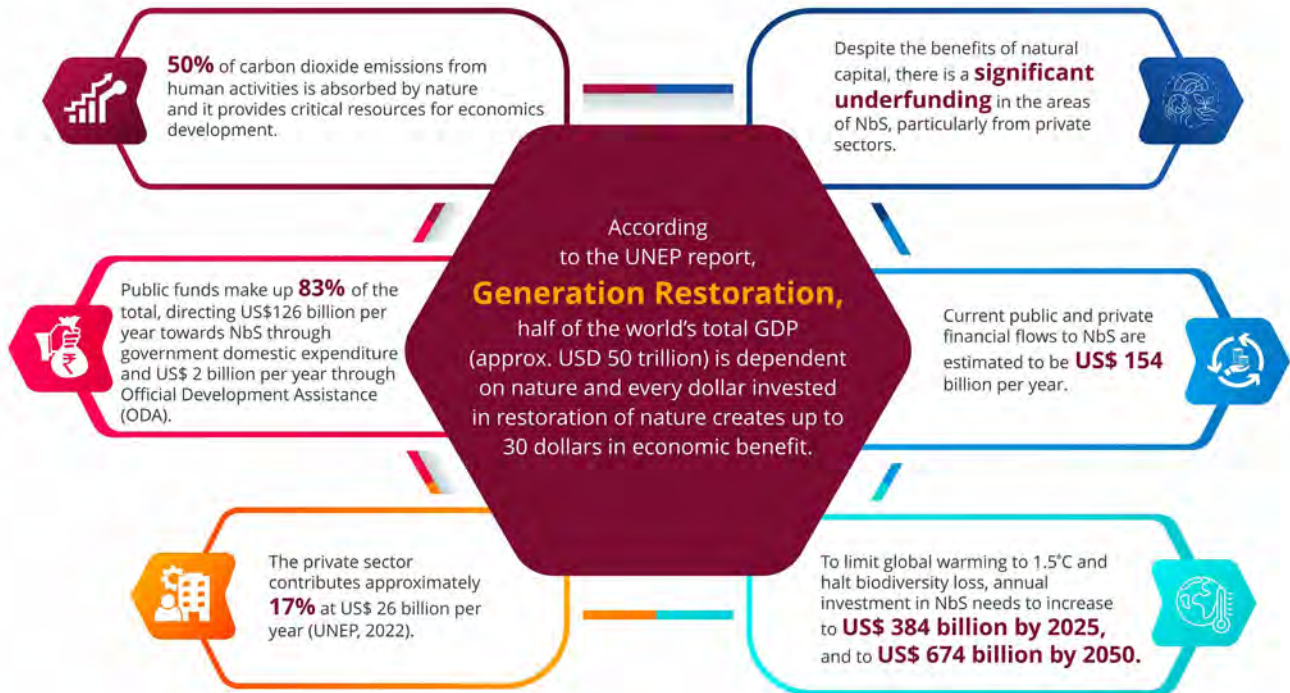 50% of carbon dioxide emissions from
human activities is absorbed by nature
and it provides critical resources for economics
development.
Despite the benefits of natural
capital, there is a significant
underfunding in the areas
of NbS, particularly from private
sectors.
According
to the UNEP report,
Generation Restoration,
half of the world's total GDP
(approx. USD 50 trillion) is dependent
on nature and every dollar invested
in restoration of nature creates up to
30 dollars in economic benefit.
Public funds make up 83% of the
total, directing US$126 billion per
year towards NbS through
government domestic expenditure
and US$ 2 billion per year through
Official Development Assistance
(ODA).
₹
Current public and private
financial flows to NbS are
estimated to be US$ 154
billion per year.
The private sector
contributes approximately
17% at US$ 26 billion per
year (UNEP, 2022).
To limit global warming to 1.5°C and
halt biodiversity loss, annual
investment in NbS needs to increase
to US$ 384 billion by 2025,
and to US$ 674 billion by 2050.